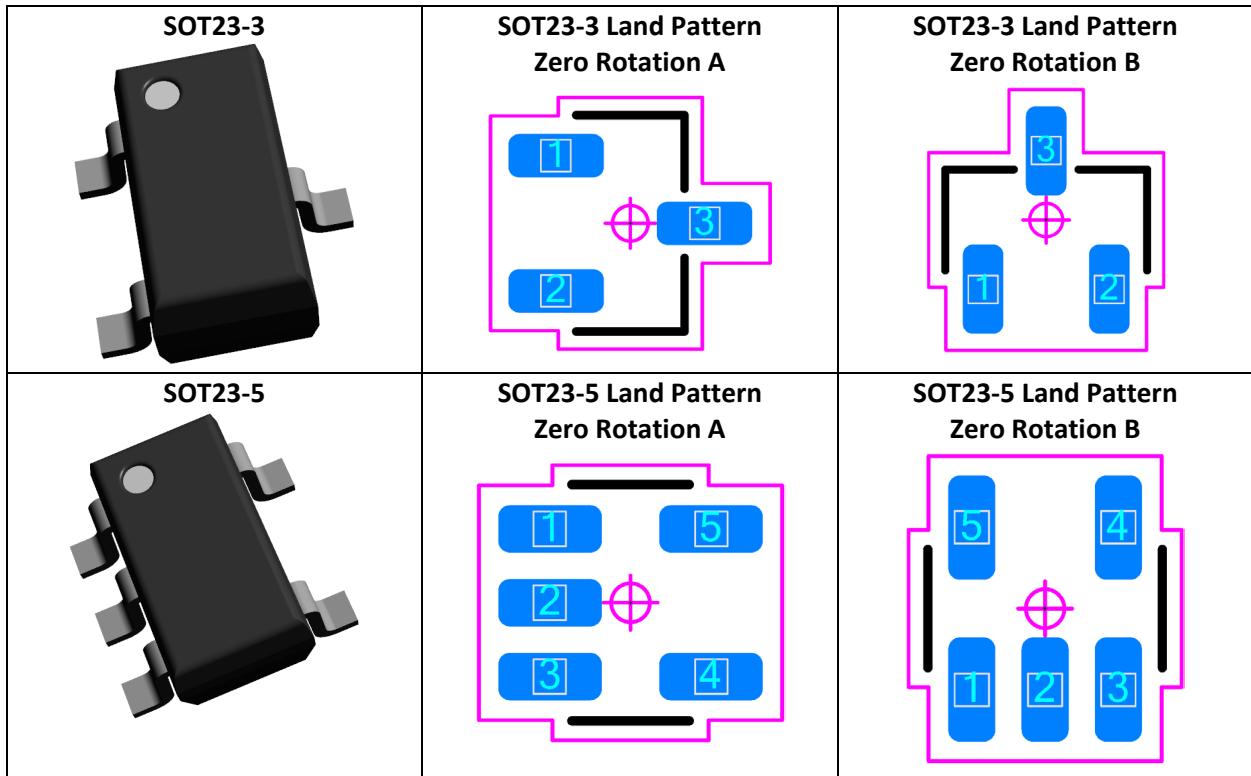 SOT23-3
SOT23-3 Land Pattern
Zero Rotation A
1
3
2
SOT23-3 Land Pattern
Zero Rotation B
3
1 2
SOT23-5
SOT23-5 Land Pattern
Zero Rotation A
1 5
2
3 4
SOT23-5 Land Pattern
Zero Rotation B
5 4
1 2 3